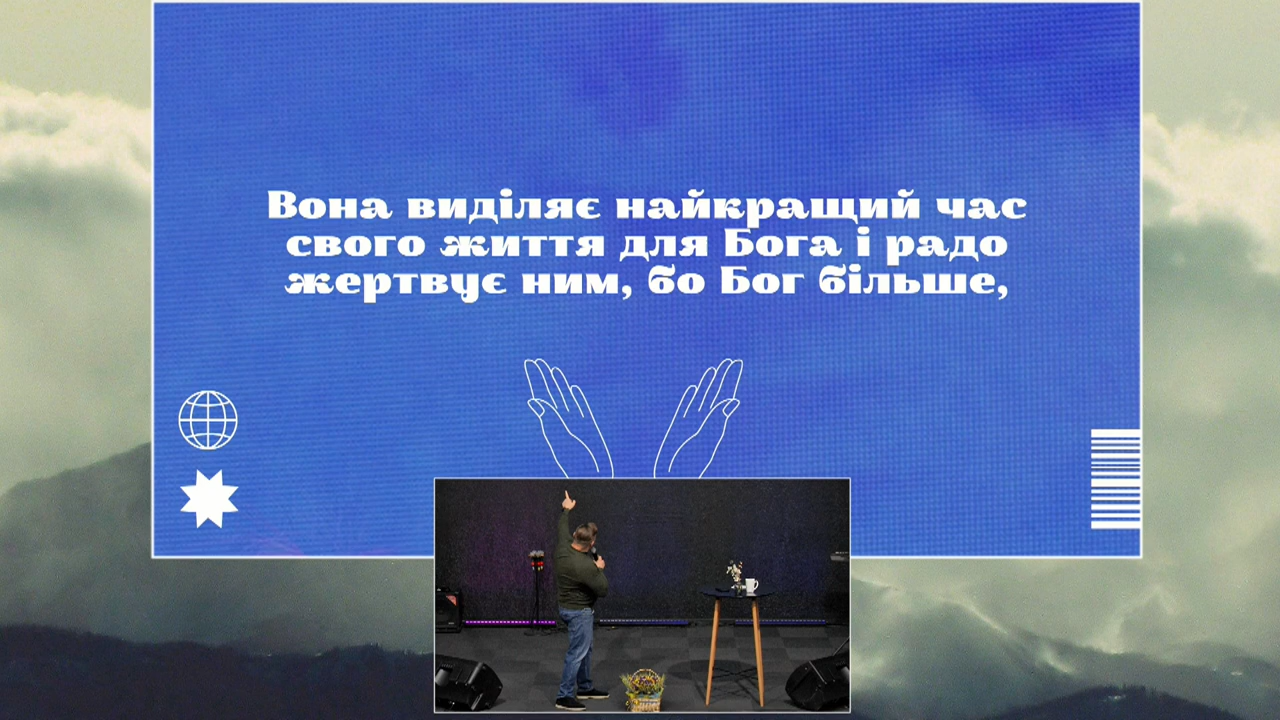 Вона виділяє найкращий час
свого життя для Бога і радо
жертвує ним, бо Бог більше,